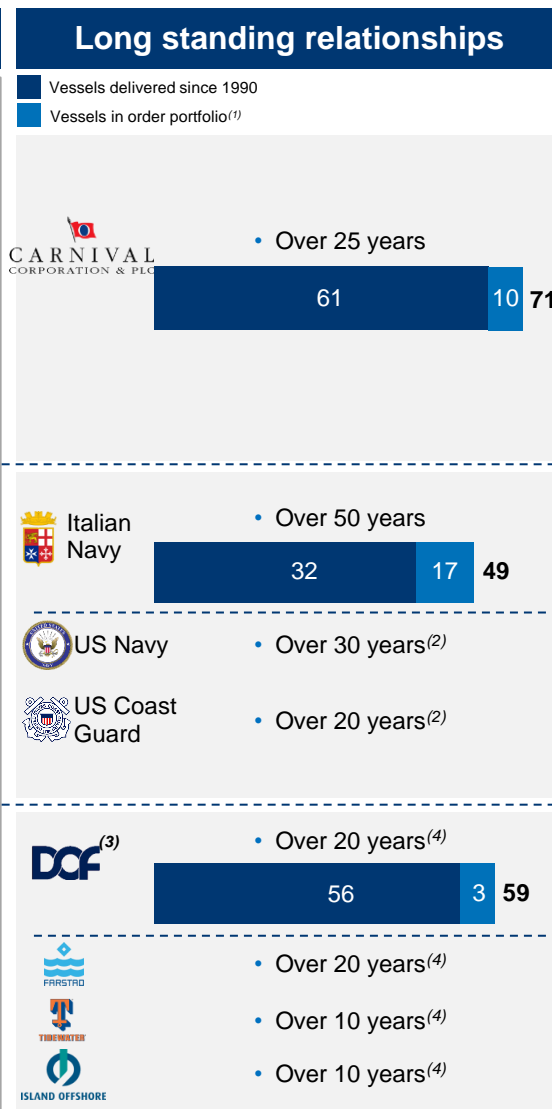 Long standing relationships
Vessels delivered since 1990
Vessels in order portfolio(1)
CARNIVAL
CORPORATION & PLC
• Over 25 years
61 10 71
Italian
Navy
• Over 50 years
32 17 49
US Navy
• Over 30 years(2)
US Coast
Guard
• Over 20 years(2)
DOF(3)
• Over 20 years(4)
56 3 59
FARSTAD
• Over 20 years(4)
TIDEWATER
• Over 10 years(4)
ISLAND OFFSHORE
• Over 10 years(4)